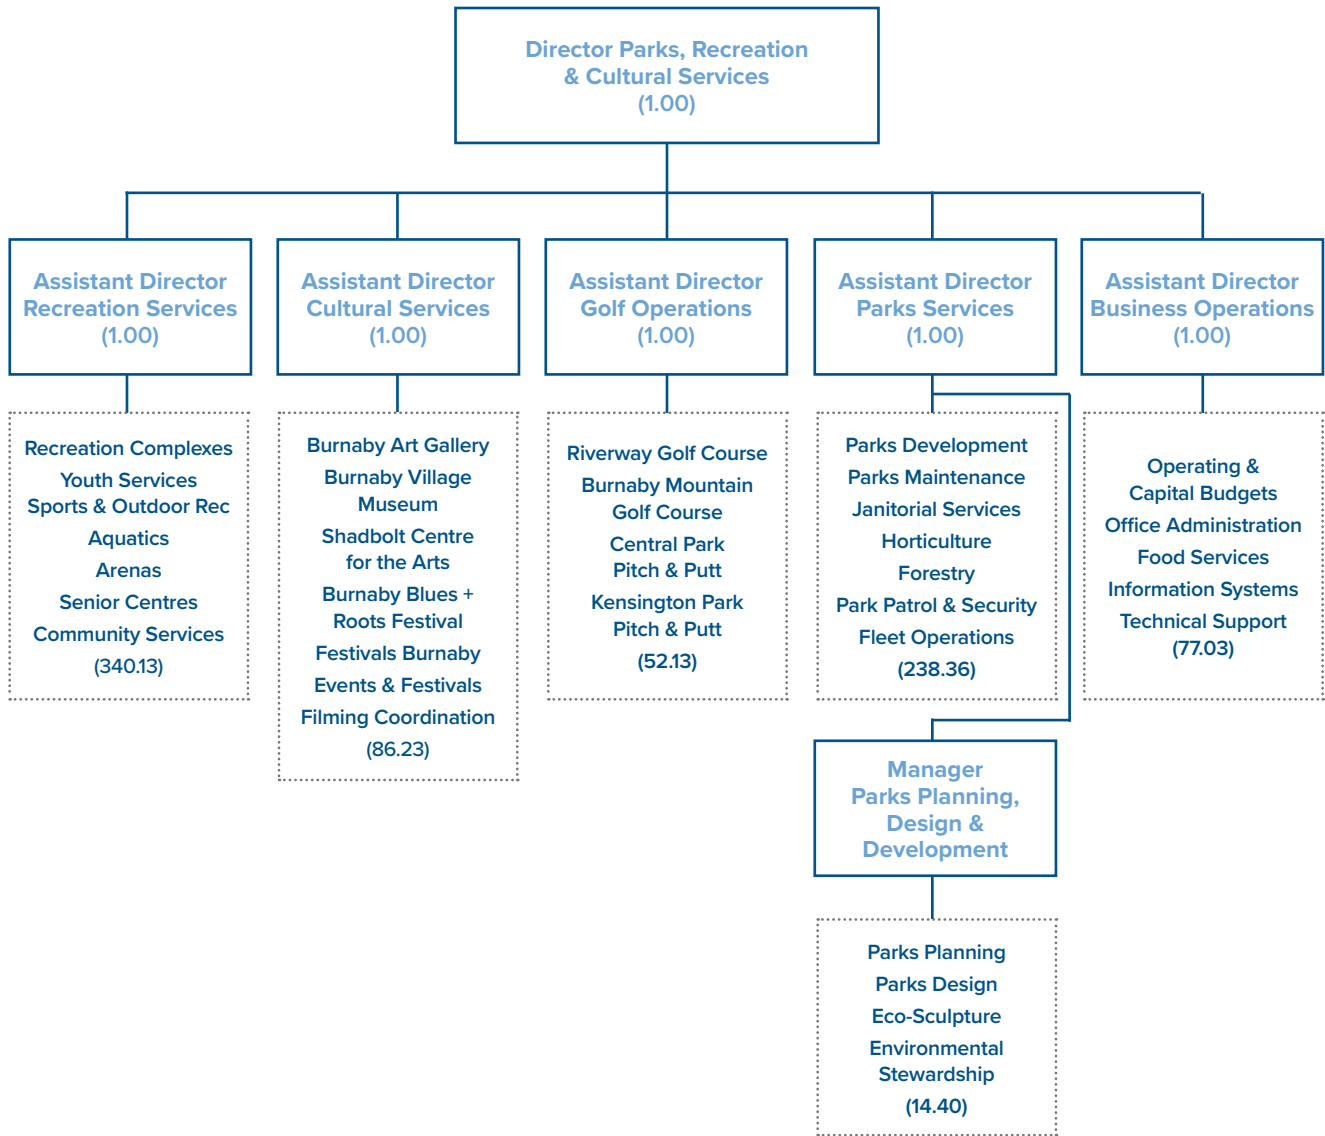 Director Parks, Recreation
& Cultural Services
(1.00)
Assistant Director
Recreation Services
(1.00)
Assistant Director
Cultural Services
(1.00)
Assistant Director
Golf Operations
(1.00)
Assistant Director
Parks Services
(1.00)
Assistant Director
Business Operations
(1.00)
Recreation Complexes
Youth Services
Sports & Outdoor Rec
Aquatics
Arenas
Senior Centres
Community Services
(340.13)
Burnaby Art Gallery
Burnaby Village
Museum
Shadbolt Centre
for the Arts
Burnaby Blues +
Roots Festival
Festivals Burnaby
Events & Festivals
Filming Coordination
(86.23)
Riverway Golf Course
Burnaby Mountain
Golf Course
Central Park
Pitch & Putt
Kensington Park
Pitch & Putt
(52.13)
Parks Development
Parks Maintenance
Janitorial Services
Horticulture
Forestry
Park Patrol & Security
Fleet Operations
(238.36)
Operating &
Capital Budgets
Office Administration
Food Services
Information Systems
Technical Support
(77.03)
Manager
Parks Planning,
Design &
Development
Parks Planning
Parks Design
Eco-Sculpture
Environmental
Stewardship
(14.40)